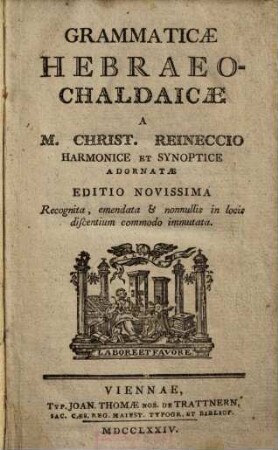 GRAMMATICÆ
HEBRAEO-
CHALDAICÆ
A
M. CHRIST. REINECCIO
HARMONICE ET SYNOPTICE
ADORNATÆ
EDITIO NOVISSIMA
Recognita, emendata & nonnullis in locis
discentium commodo immutata.
LABORE ET FAVORE.
VIENNAE,
TYP. JOAN. THOMÆ NOB. DE TRATTNERN,
SAC. CÆS. REG. MAJEST. TYPOGR. ET BIBLIOP.
MDCCLXXIV.